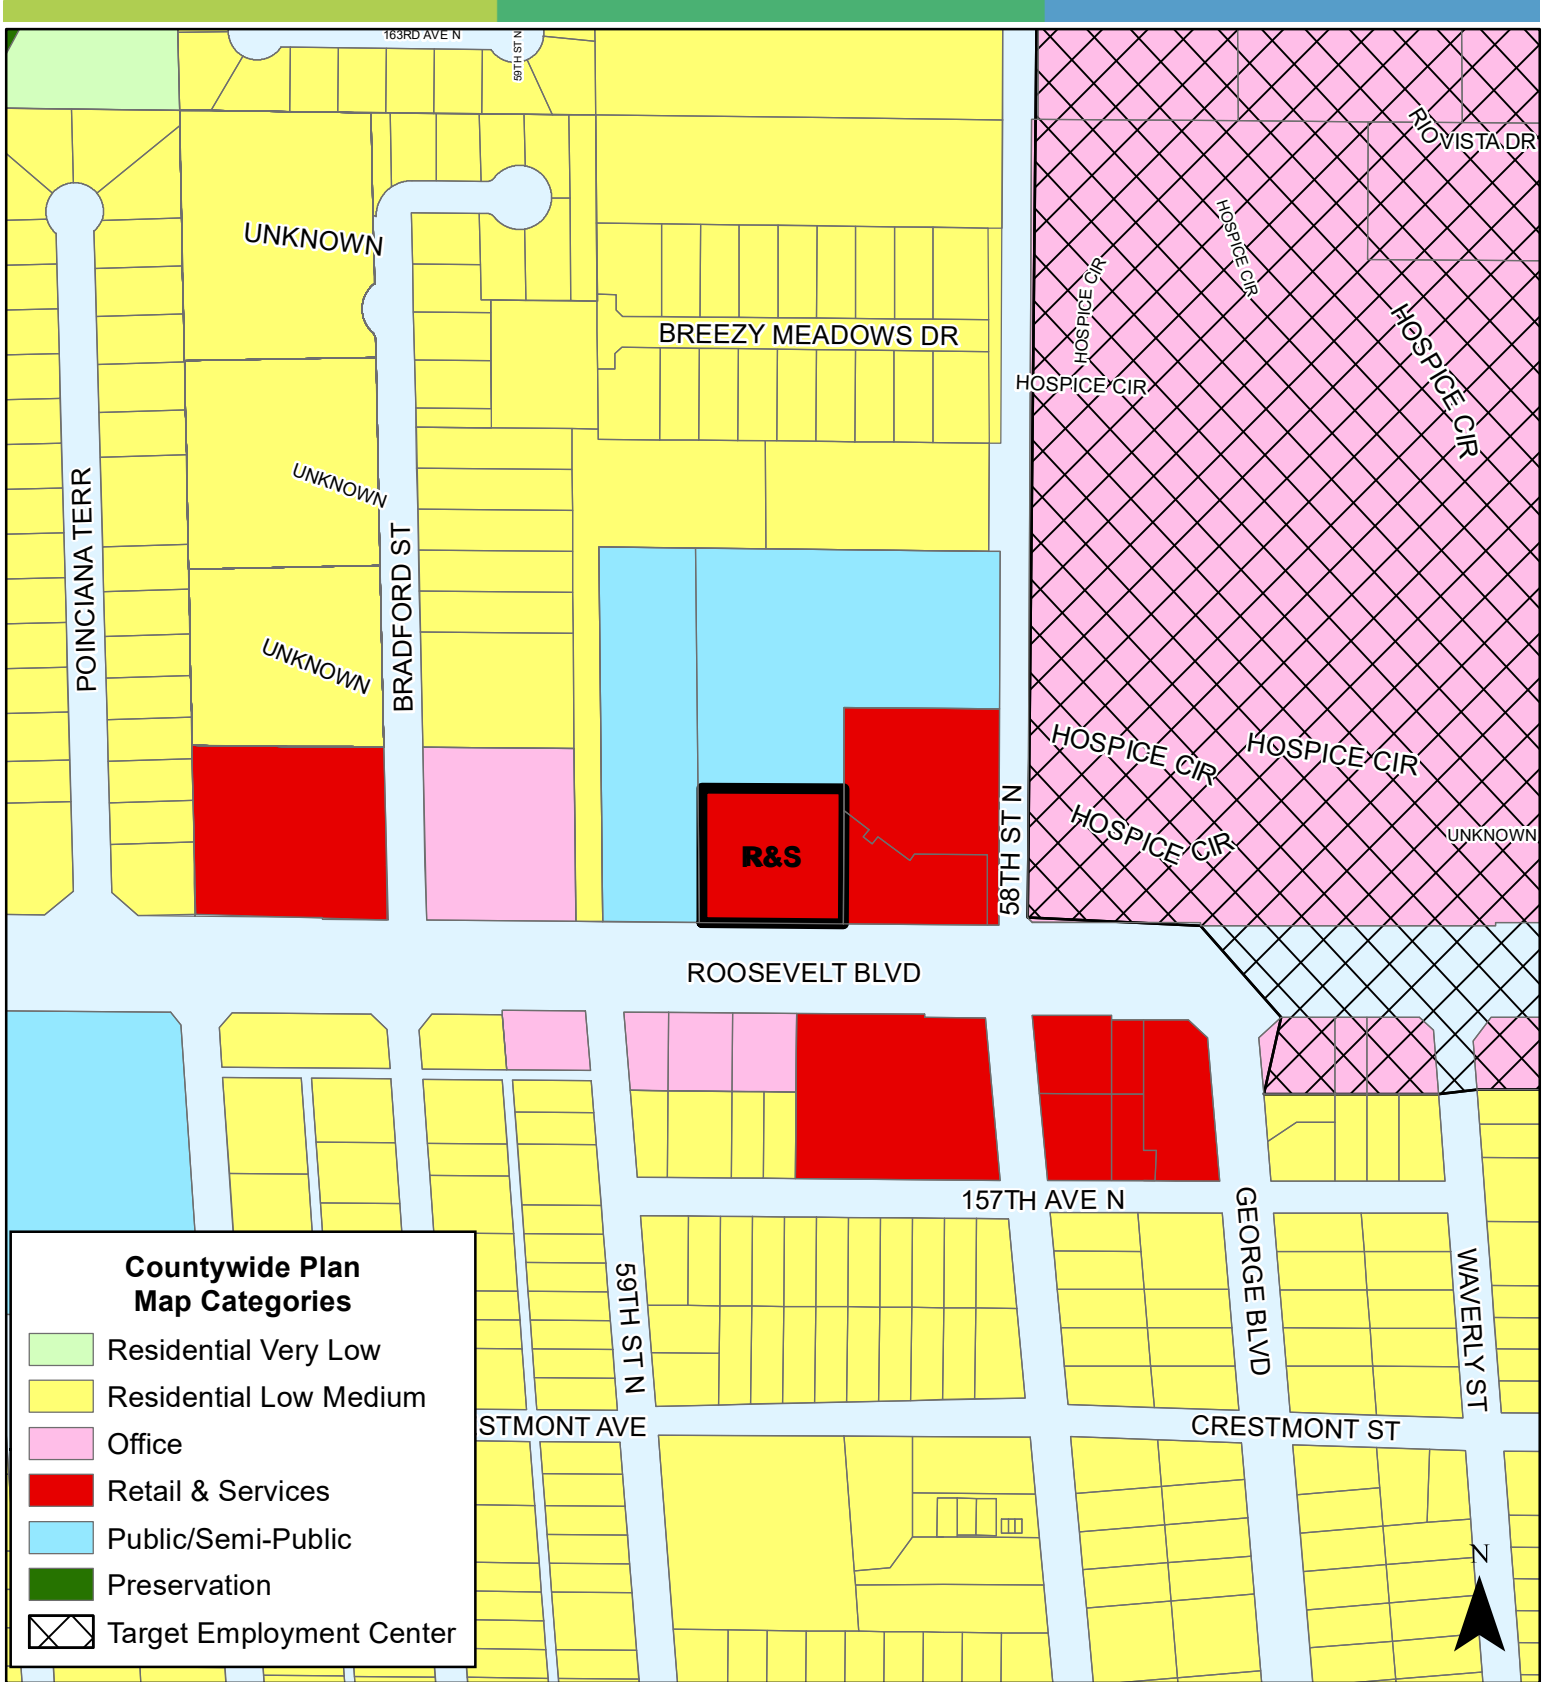 163RD AVE N
59TH ST N
RIOVISTA DR
UNKNOWN
HOSPICE CIR
HOSPICE CIR
BREEZY MEADOWS DR
HOSPICE CIR
HOSPICE CIR
POINCIANA TERR
UNKNOWN
BRADFORD ST
UNKNOWN
HOSPICE CIR
HOSPICE CIR
HOSPICE CIR
UNKNOWN
58TH ST N
R&S
ROOSEVELT BLVD
157TH AVE N
GEORGE BLVD
WAVERLY ST
59TH ST N
STMONT AVE
CRESTMONT ST
Countywide Plan
Map Categories
Residential Very Low
Residential Low Medium
Office
Retail & Services
Public/Semi-Public
Preservation
Target Employment Center
N